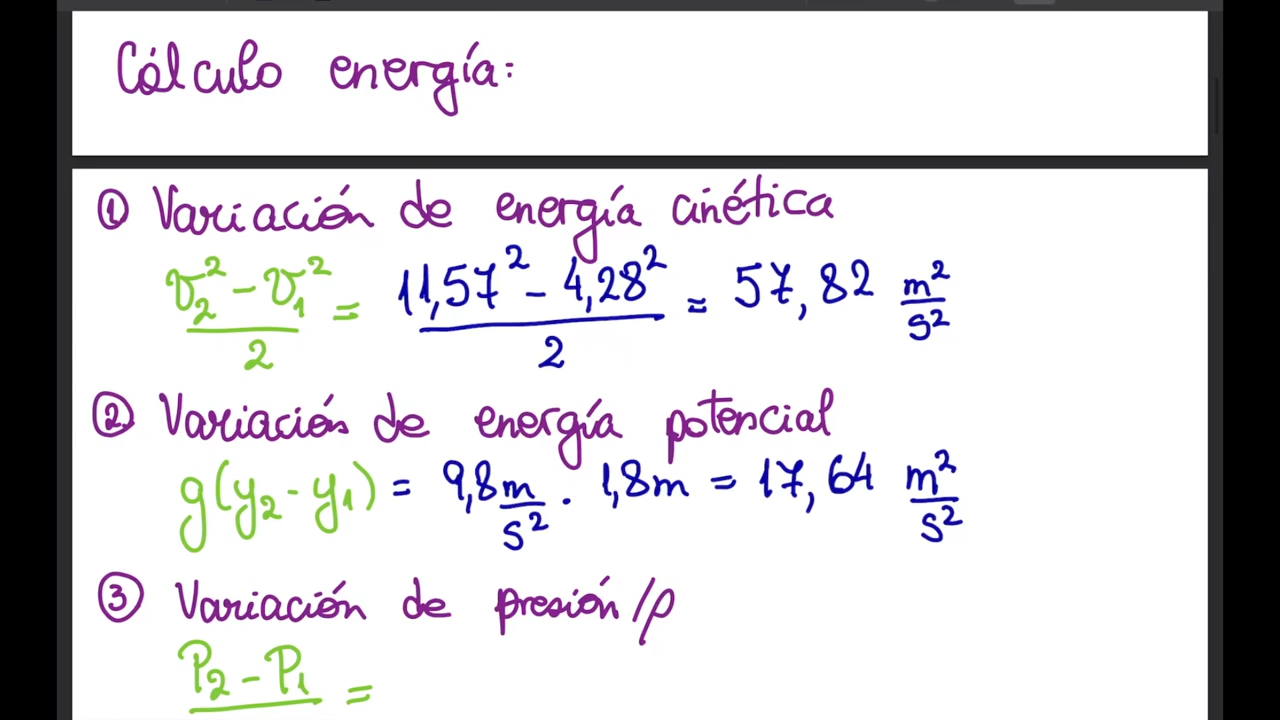 Cálculo energía:
① Variación de energía cinética
(v₂² - v₁²)/2 = (11,57² - 4,28²)/2 = 57,82 m²/s²
② Variación de energía potencial
g(y₂ - y₁) = 9,8 m/s² · 1,8m = 17,64 m²/s²
③ Variación de presión/ρ
P₂ - P₁ =